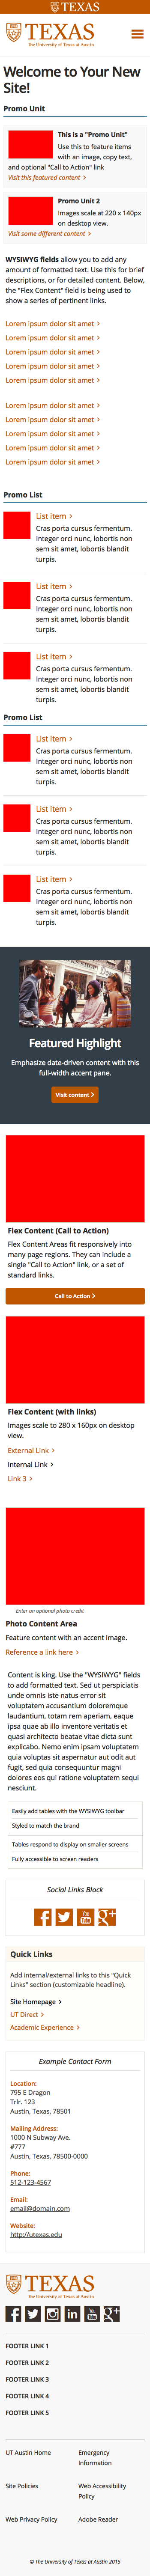 TEXAS
TEXAS
The University of Texas at Austin
Welcome to Your New
Site!
Promo Unit
This is a "Promo Unit"
Use this to feature items
with an image, copy text,
and optional "Call to Action" link
Visit this featured content >
Promo Unit 2
Images scale at 220 x 140px
on desktop view.
Visit some different content >
WYSIWYG fields allow you to add any
amount of formatted text. Use this for brief
descriptions, or for detailed content. Below,
the "Flex Content" field is being used to
show a series of pertinent links.
Lorem ipsum dolor sit amet >
Lorem ipsum dolor sit amet >
Lorem ipsum dolor sit amet >
Lorem ipsum dolor sit amet >
Lorem ipsum dolor sit amet >
Lorem ipsum dolor sit amet >
Lorem ipsum dolor sit amet >
Lorem ipsum dolor sit amet >
Lorem ipsum dolor sit amet >
Lorem ipsum dolor sit amet >
Promo List
List item >
Cras porta cursus fermentum.
Integer orci nunc, lobortis non
sem sit amet, lobortis blandit
turpis.
List item >
Cras porta cursus fermentum.
Integer orci nunc, lobortis non
sem sit amet, lobortis blandit
turpis.
List item >
Cras porta cursus fermentum.
Integer orci nunc, lobortis non
sem sit amet, lobortis blandit
turpis.
Promo List
List item >
Cras porta cursus fermentum.
Integer orci nunc, lobortis non
sem sit amet, lobortis blandit
turpis.
List item >
Cras porta cursus fermentum.
Integer orci nunc, lobortis non
sem sit amet, lobortis blandit
turpis.
List item >
Cras porta cursus fermentum.
Integer orci nunc, lobortis non
sem sit amet, lobortis blandit
turpis.
Featured Highlight
Emphasize date-driven content with this
full-width accent pane.
Visit content >
Flex Content (Call to Action)
Flex Content Areas fit responsively into
many page regions. They can include a
single "Call to Action" link, or a set of
standard links.
Call to Action >
Flex Content (with links)
Images scale to 280 x 160px on desktop
view.
External Link >
Internal Link >
Link 3 >
Enter an optional photo credit
Photo Content Area
Feature content with an accent image.
Reference a link here >
Content is king. Use the "WYSIWYG" fields
to add formatted text. Sed ut perspiciatis
unde omnis iste natus error sit
voluptatem accusantium doloremque
laudantium, totam rem aperiam, eaque
ipsa quae ab illo inventore veritatis et
quasi architecto beatae vitae dicta sunt
explicabo. Nemo enim ipsam voluptatem
quia voluptas sit aspernatur aut odit aut
fugit, sed quia consequuntur magni
dolores eos qui ratione voluptatem sequi
nesciunt.
Easily add tables with the WYSIWYG toolbar
Styled to match the brand
Tables respond to display on smaller screens
Fully accessible to screen readers
Social Links Block
Quick Links
Add internal/external links to this "Quick
Links" section (customizable headline).
Site Homepage >
UT Direct >
Academic Experience >
Example Contact Form
Location:
795 E Dragon
Trlr. 123
Austin, Texas, 78501
Mailing Address:
1000 N Subway Ave.
#777
Austin, Texas, 78500-0000
Phone:
512-123-4567
Email:
email@domain.com
Website:
http://utexas.edu
TEXAS
The University of Texas at Austin
FOOTER LINK 1
FOOTER LINK 2
FOOTER LINK 3
FOOTER LINK 4
FOOTER LINK 5
UT Austin Home
Emergency
Information
Site Policies
Web Accessibility
Policy
Web Privacy Policy
Adobe Reader
© The University of Texas at Austin 2015